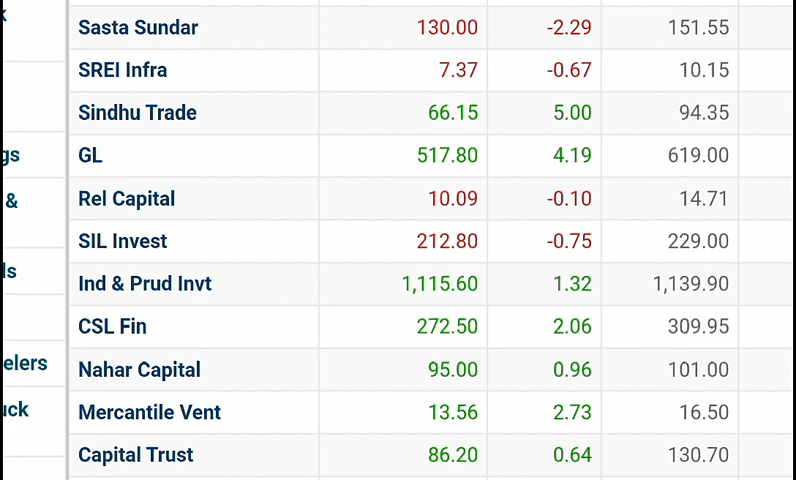 k
Sasta Sundar 130.00 -2.29 151.55
SREI Infra 7.37 -0.67 10.15
Sindhu Trade 66.15 5.00 94.35
gs
GL 517.80 4.19 619.00
&
Rel Capital 10.09 -0.10 14.71
SIL Invest 212.80 -0.75 229.00
ls
Ind & Prud Invt 1,115.60 1.32 1,139.90
CSL Fin 272.50 2.06 309.95
elers
Nahar Capital 95.00 0.96 101.00
uck
Mercantile Vent 13.56 2.73 16.50
Capital Trust 86.20 0.64 130.70